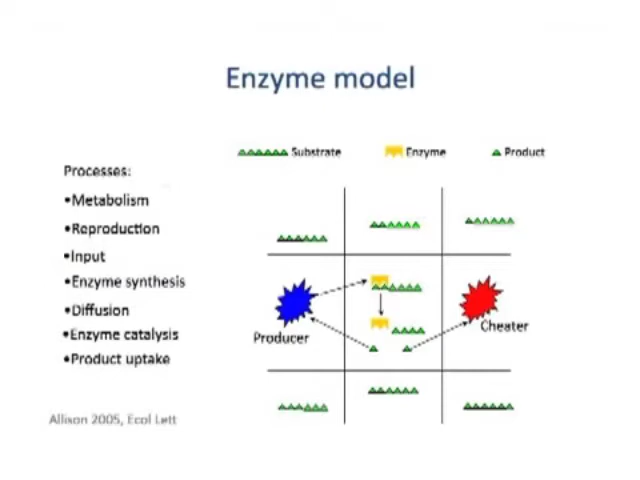 Enzyme model
Substrate Enzyme Product
Processes:
•Metabolism
•Reproduction
•Input
•Enzyme synthesis
•Diffusion
•Enzyme catalysis
•Product uptake
Producer
Cheater
Allison 2005, Ecol Lett